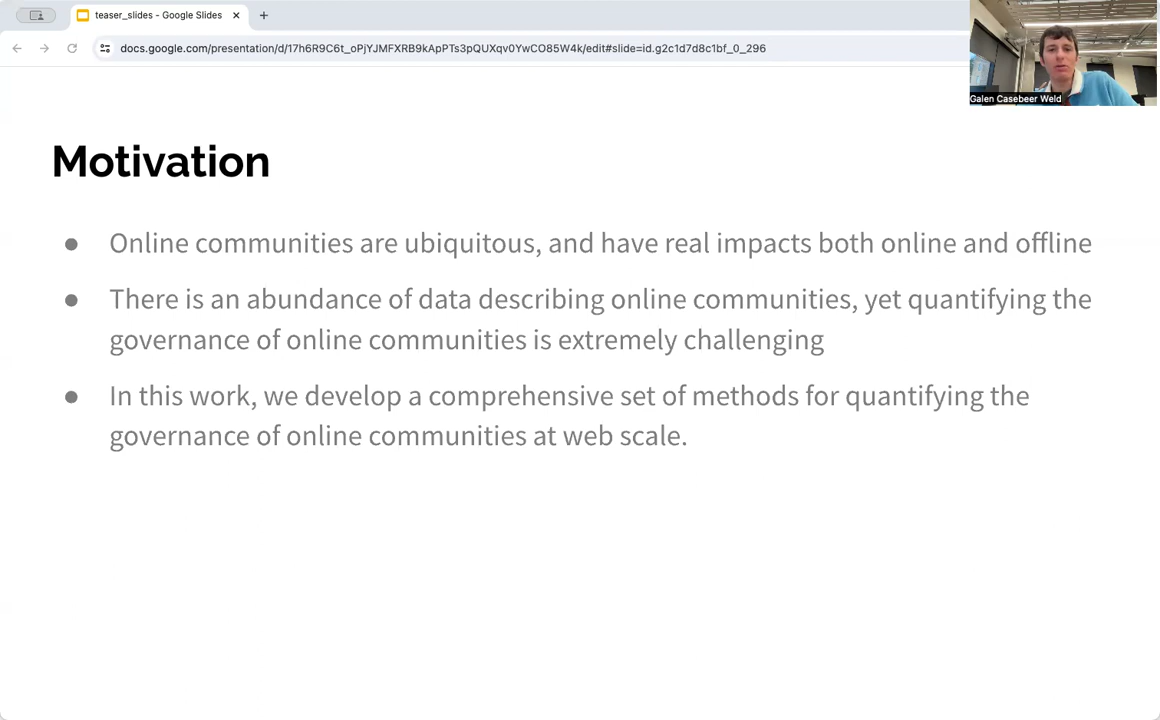 teaser_slides - Google Slides
docs.google.com/presentation/d/17h6R9C6t_oPjYJMFXRB9kApPTs3pQUXqv0YwCO85W4k/edit#slide=id.g2c1d7d8c1bf_0_296
Galen Casebeer Weld
Motivation
● Online communities are ubiquitous, and have real impacts both online and offline
● There is an abundance of data describing online communities, yet quantifying the
governance of online communities is extremely challenging
● In this work, we develop a comprehensive set of methods for quantifying the
governance of online communities at web scale.